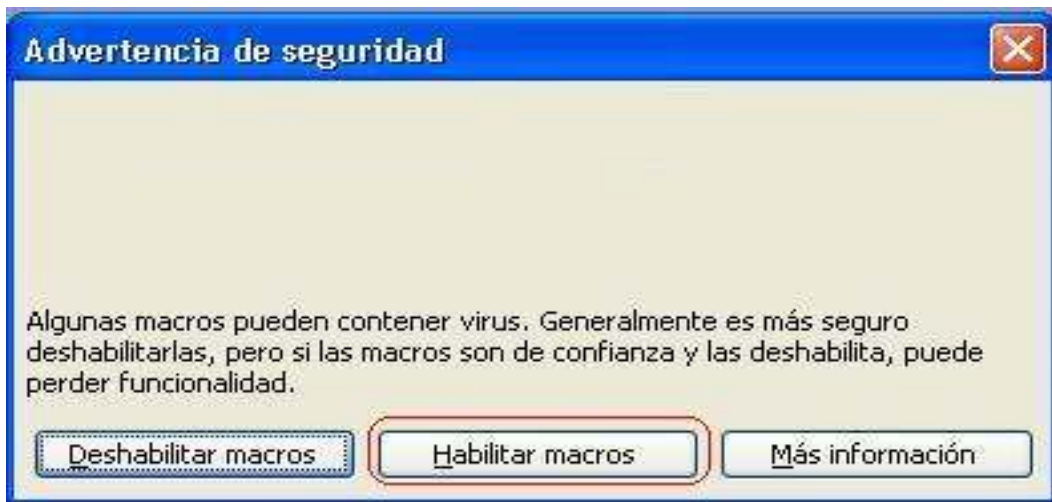 Advertencia de seguridad
Algunas macros pueden contener virus. Generalmente es más seguro
deshabilitarlas, pero si las macros son de confianza y las deshabilita, puede
perder funcionalidad.
Deshabilitar macros Habilitar macros Más información